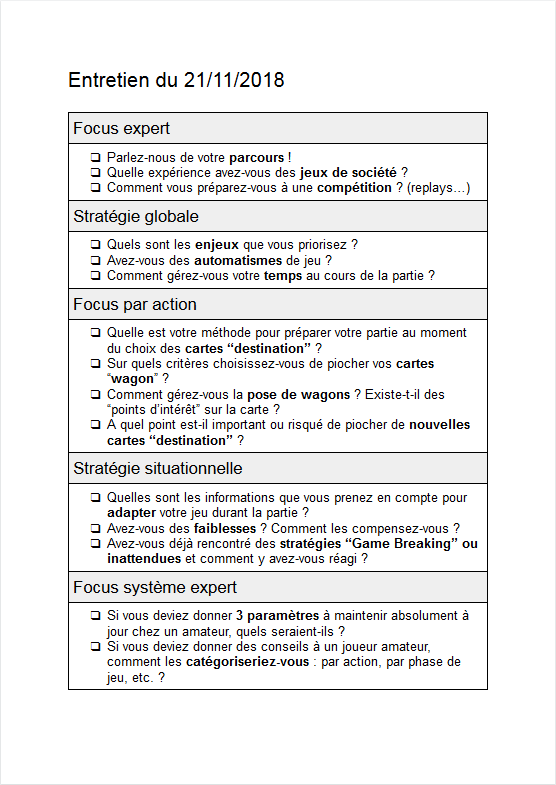 Entretien du 21/11/2018
Focus expert
❑ Parlez-nous de votre parcours !
❑ Quelle expérience avez-vous des jeux de société ?
❑ Comment vous préparez-vous à une compétition ? (replays…)
Stratégie globale
❑ Quels sont les enjeux que vous priorisez ?
❑ Avez-vous des automatismes de jeu ?
❑ Comment gérez-vous votre temps au cours de la partie ?
Focus par action
❑ Quelle est votre méthode pour préparer votre partie au moment
du choix des cartes “destination” ?
❑ Sur quels critères choisissez-vous de piocher vos cartes
“wagon” ?
❑ Comment gérez-vous la pose de wagons ? Existe-t-il des
“points d’intérêt” sur la carte ?
❑ A quel point est-il important ou risqué de piocher de nouvelles
cartes “destination” ?
Stratégie situationnelle
❑ Quelles sont les informations que vous prenez en compte pour
adapter votre jeu durant la partie ?
❑ Avez-vous des faiblesses ? Comment les compensez-vous ?
❑ Avez-vous déjà rencontré des stratégies “Game Breaking” ou
inattendues et comment y avez-vous réagi ?
Focus système expert
❑ Si vous deviez donner 3 paramètres à maintenir absolument à
jour chez un amateur, quels seraient-ils ?
❑ Si vous deviez donner des conseils à un joueur amateur,
comment les catégoriseriez-vous : par action, par phase de
jeu, etc. ?